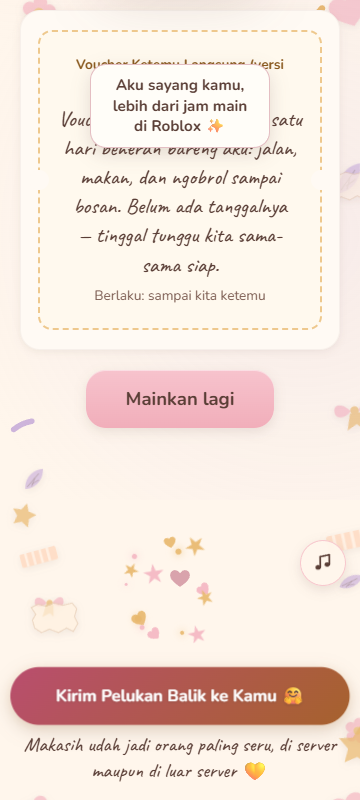 Voucher Ketemu Langsung (versi
Aku sayang kamu,
lebih dari jam main
di Roblox ✨
satu
hari beneran bareng aku: jalan,
makan, dan ngobrol sampai
bosan. Belum ada tanggalnya
— tinggal tunggu kita sama-
sama siap.
Berlaku: sampai kita ketemu
Mainkan lagi
Kirim Pelukan Balik ke Kamu 🤗
Makasih udah jadi orang paling seru, di server
maupun di luar server 💛